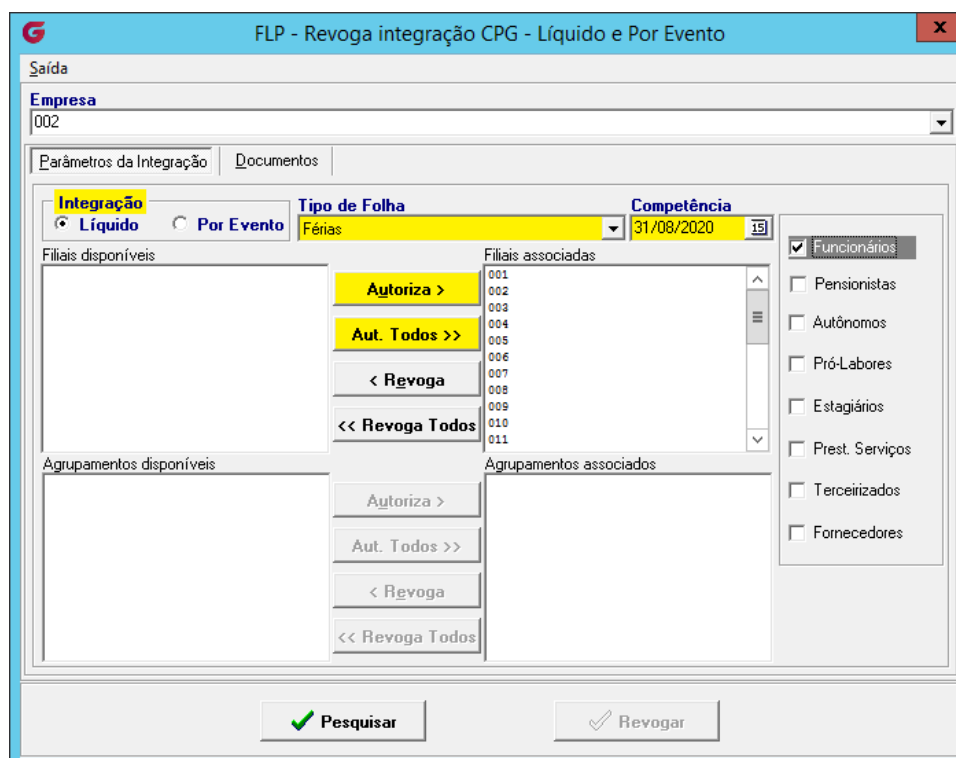 G FLP - Revoga integração CPG - Líquido e Por Evento x
Saída
Empresa
002
Parâmetros da Integração Documentos
Integração Tipo de Folha Competência
Líquido Por Evento Férias 31/08/2020 15
Funcionários
Filiais disponíveis Filiais associadas
001
Autoriza > 002
Pensionistas
003
004
Autônomos
Aut. Todos >> 005
006
Pró-Labores
< Revoga 007
008
009
Estagiários
<< Revoga Todos 010
011
Prest. Serviços
Agrupamentos disponíveis Agrupamentos associados
Autoriza >
Terceirizados
Aut. Todos >>
Fornecedores
< Revoga
<< Revoga Todos
Pesquisar Revogar